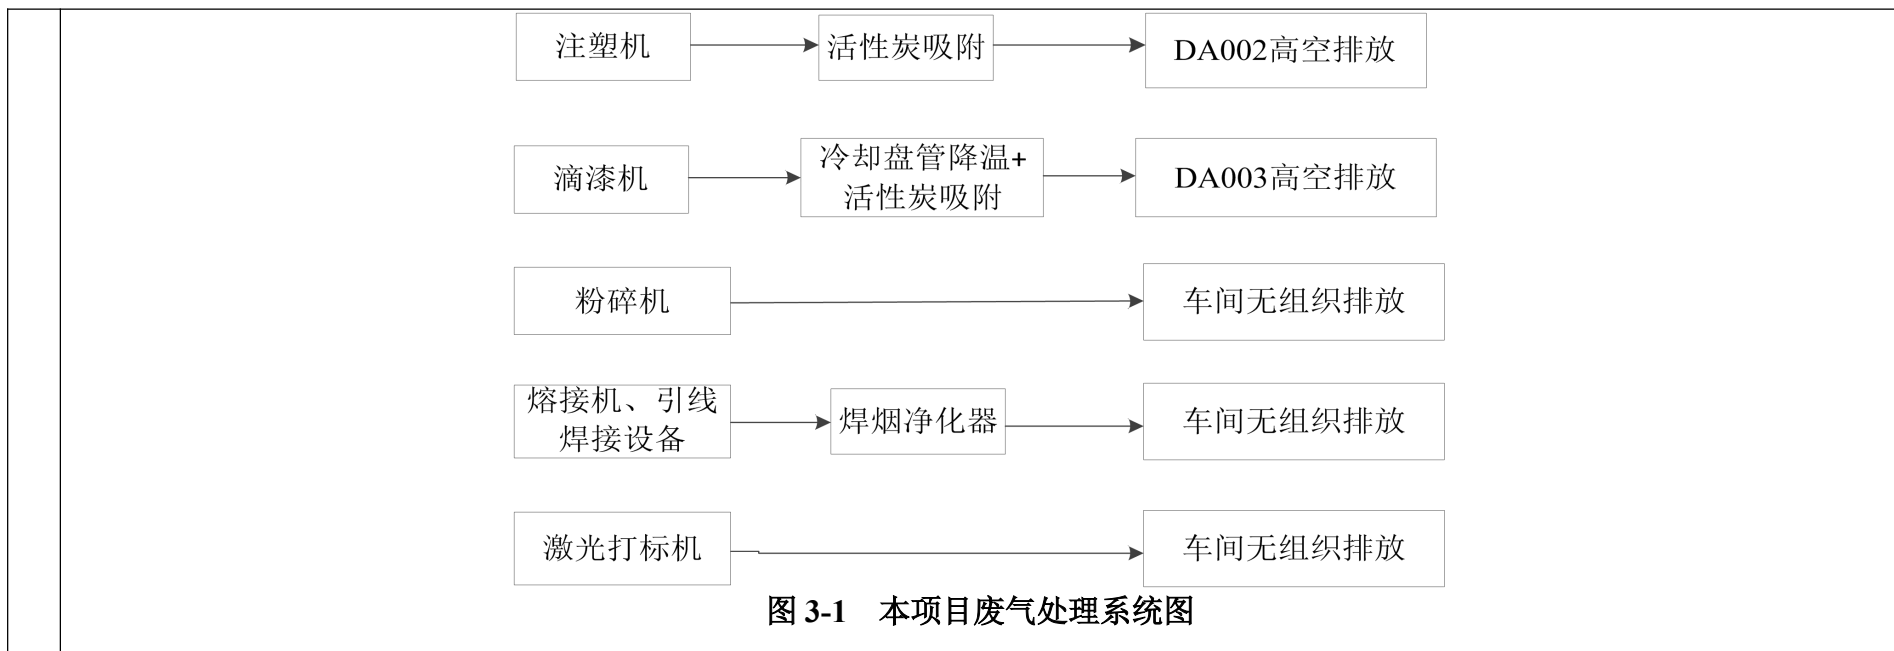 注塑机
活性炭吸附
DA002高空排放
滴漆机
冷却盘管降温+
活性炭吸附
DA003高空排放
粉碎机
车间无组织排放
熔接机、引线
焊接设备
焊烟净化器
车间无组织排放
激光打标机
车间无组织排放
图 3-1 本项目废气处理系统图